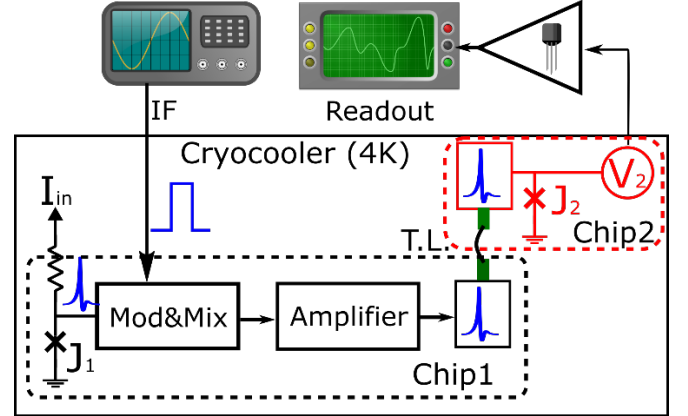 IF
Readout
Cryocooler (4K)
Iin
V2
J2
T.L.
Chip2
Mod&Mix
Amplifier
J1
Chip1